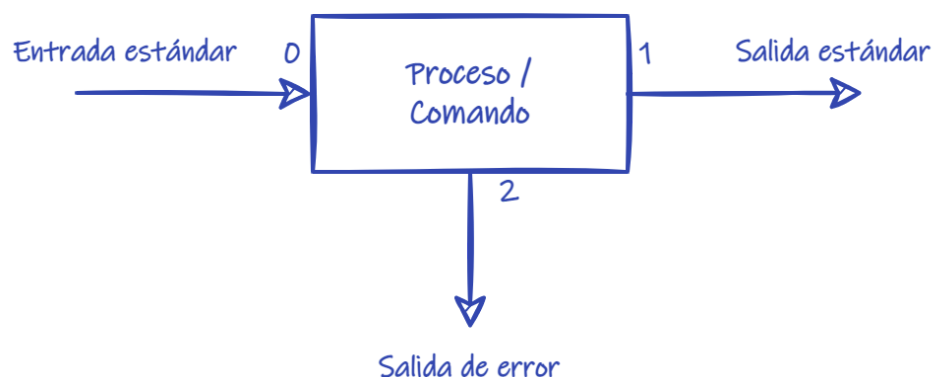 Entrada estándar
0
Proceso /
Comando
1
Salida estándar
2
Salida de error